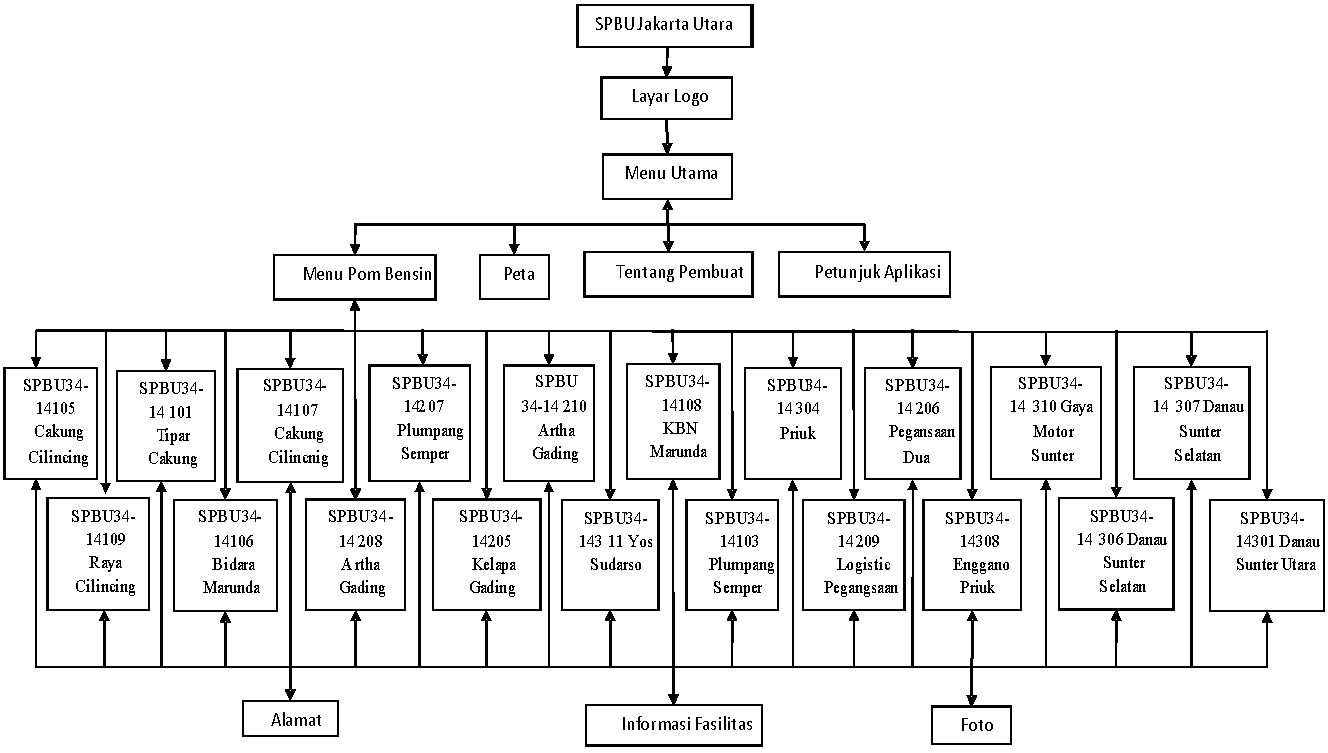 SPBU Jakarta Utara
Layar Logo
Menu Utama
Menu Pom Bensin
Peta
Tentang Pembuat
Petunjuk Aplikasi
SPBU34-
14105
Cakung
Cilincing
SPBU34-
14 101
Tipar
Cakung
SPBU34-
14107
Cakung
Cilincnig
SPBU34-
14207
Plumpang
Semper
SPBU
34-14 210
Artha
Gading
SPBU34-
14108
KBN
Marunda
SPBU34-
14 304
Priuk
SPBU34-
14 206
Pegansaan
Dua
SPBU34-
14 310 Gaya
Motor
Sunter
SPBU34-
14 307 Danau
Sunter
Selatan
SPBU34-
14109
Raya
Cilincing
SPBU34-
14106
Bidara
Marunda
SPBU34-
14 208
Artha
Gading
SPBU34-
14205
Kelapa
Gading
SPBU34-
143 11 Yos
Sudarso
SPBU34-
14103
Plumpang
Semper
SPBU34-
14209
Logistic
Pegangsaan
SPBU34-
14308
Enggano
Priuk
SPBU34-
14 306 Danau
Sunter
Selatan
SPBU34-
14301 Danau
Sunter Utara
Alamat
Informasi Fasilitas
Foto